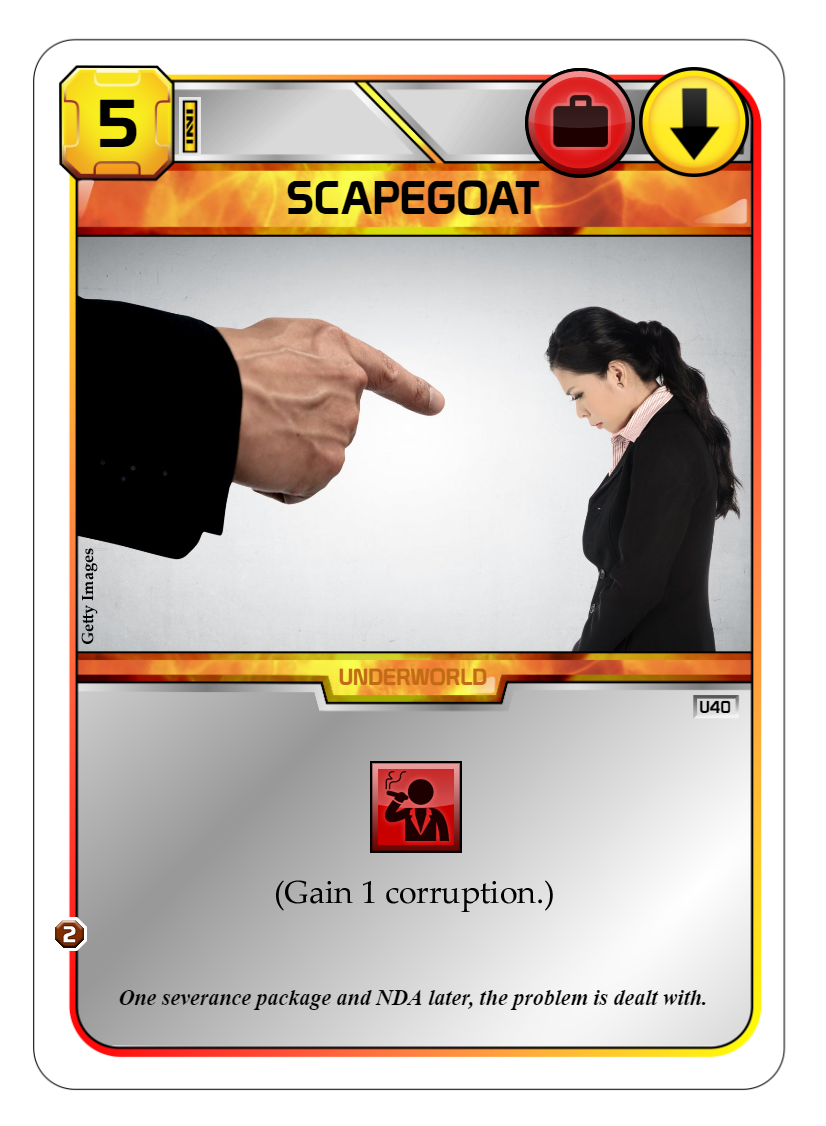 5
SCAPEGOAT
Getty Images
UNDERWORLD
U40
(Gain 1 corruption.)
2
One severance package and NDA later, the problem is dealt with.